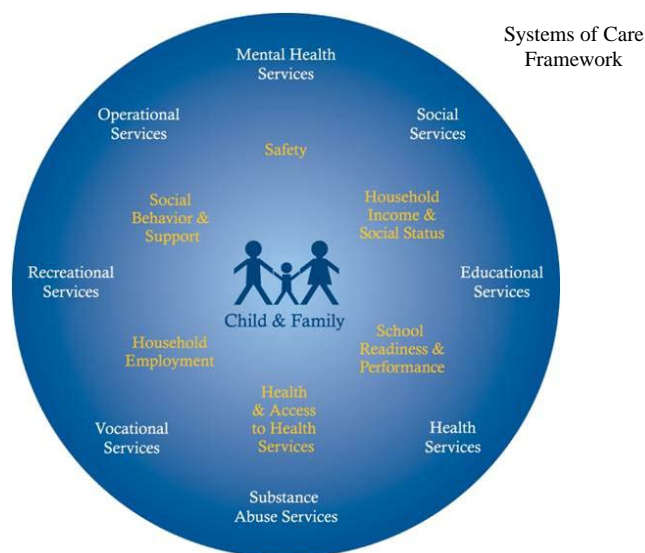 Systems of Care
Framework
Mental Health
Services
Operational
Services
Social
Services
Safety
Social
Behavior &
Support
Household
Income &
Social Status
Recreational
Services
Educational
Services
Child & Family
Household
Employment
School
Readiness &
Performance
Health
& Access
to Health
Services
Vocational
Services
Health
Services
Substance
Abuse Services